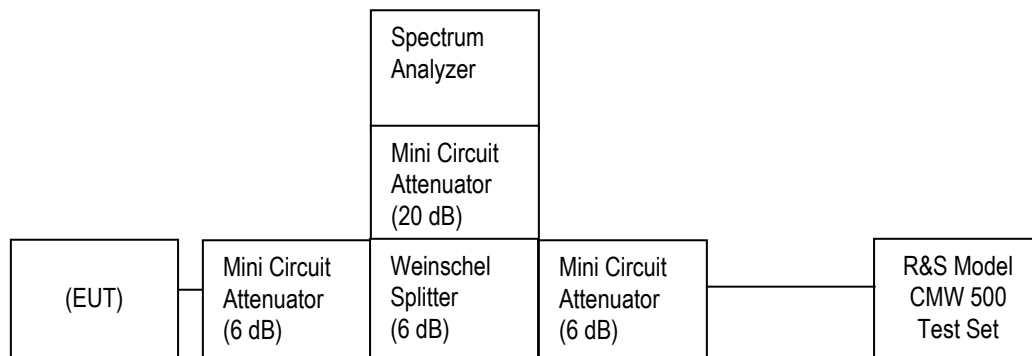 Spectrum
Analyzer
Mini Circuit
Attenuator
(20 dB)
(EUT)
Mini Circuit
Attenuator
(6 dB)
Weinschel
Splitter
(6 dB)
Mini Circuit
Attenuator
(6 dB)
R&S Model
CMW 500
Test Set